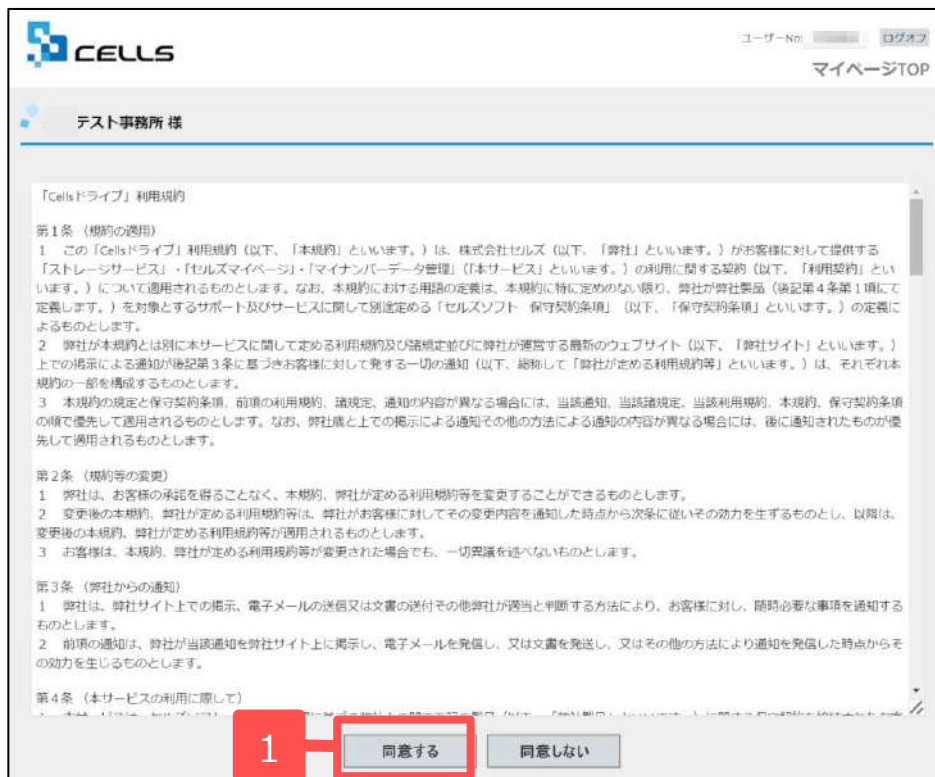 CELLS
ユーザーNo:
ログオフ
マイページTOP
テスト事務所 様
「Cellsドライブ」利用規約
第1条 (規約の適用)
1 この「Cellsドライブ」利用規約(以下、「本規約」といいます。)は、株式会社セルズ(以下、「弊社」といいます。)がお客様に対して提供する
「ストレージサービス」・「セルズマイページ」・「マイナンバーデータ管理」(「本サービス」といいます。)の利用に関する契約(以下、「利用契約」とい
います。)について適用されるものとします。なお、本規約における用語の定義は、本規約に特に定めのない限り、弊社が弊社製品(後記第4条第1項にて
定義します。)を対象とするサポート及びサービスに関して別途定める「セルズソフト 保守契約条項」(以下、「保守契約条項」といいます。)の定義に
よるものとします。
2 弊社が本規約とは別に本サービスに関して定める利用規約及び諸規定並びに弊社が運営する最新のウェブサイト(以下、「弊社サイト」といいます。)
上での掲示による通知が後記第3条に基づきお客様に対して発する一切の通知(以下、総称して「弊社が定める利用規約等」といいます。)は、それぞれ本
規約の一部を構成するものとします。
3 本規約の規定と保守契約条項、前項の利用規約、諸規定、通知の内容が異なる場合には、当該通知、当該諸規定、当該利用規約、本規約、保守契約条項
の順で優先して適用されるものとします。なお、弊社歳と上での掲示による通知その他の方法による通知の内容が異なる場合には、後に通知されたものが優
先して適用されるものとします。
第2条 (規約等の変更)
1 弊社は、お客様の承諾を得ることなく、本規約、弊社が定める利用規約等を変更することができるものとします。
2 変更後の本規約、弊社が定める利用規約等は、弊社がお客様に対してその変更内容を通知した時点から次条に従いその効力を生ずるものとし、以降は、
変更後の本規約、弊社が定める利用規約等が適用されるものとします。
3 お客様は、本規約、弊社が定める利用規約等が変更された場合でも、一切異議を述べないものとします。
第3条 (弊社からの通知)
1 弊社は、弊社サイト上での掲示、電子メールの送信又は文書の送付その他弊社が適当と判断する方法により、お客様に対し、随時必要な事項を通知する
ものとします。
2 前項の通知は、弊社が当該通知を弊社サイト上に掲示し、電子メールを発信し、又は文書を発送し、又はその他の方法により通知を発信した時点からそ
の効力を生じるものとします。
第4条 (本サービスの利用に際して)
1
同意する
同意しない